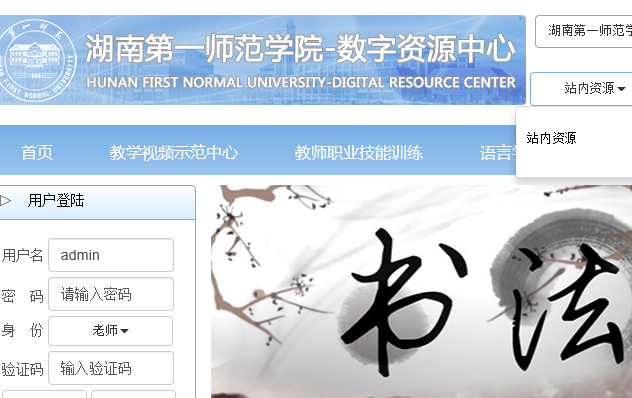 湖南第一师范学院-数字资源中心
HUNAN FIRST NORMAL UNIVERSITY-DIGITAL RESOURCE CENTER
湖南第一师范学
站内资源
站内资源
首页 教学视频示范中心 教师职业技能训练 语言学
用户登陆
用户名 admin
密 码 请输入密码
身 份 老师
验证码 输入验证码
书法